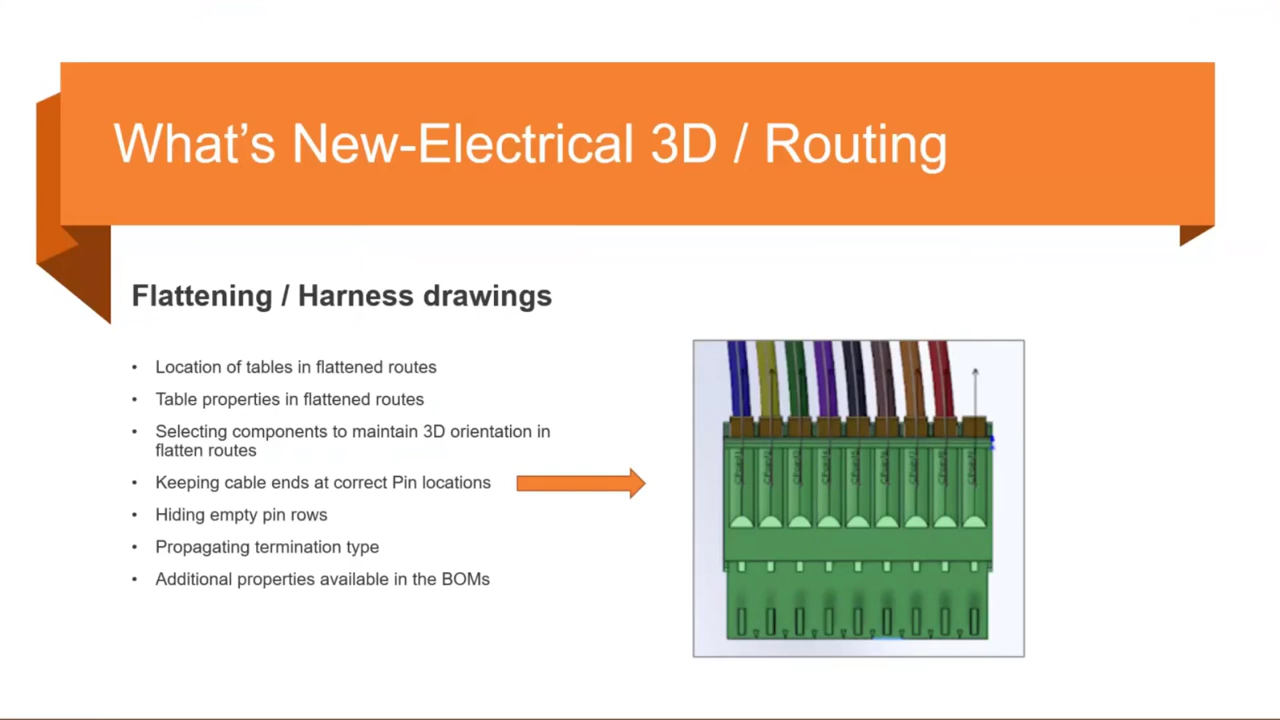 What’s New-Electrical 3D / Routing
Flattening / Harness drawings
• Location of tables in flattened routes
• Table properties in flattened routes
• Selecting components to maintain 3D orientation in
flatten routes
• Keeping cable ends at correct Pin locations
• Hiding empty pin rows
• Propagating termination type
• Additional properties available in the BOMs